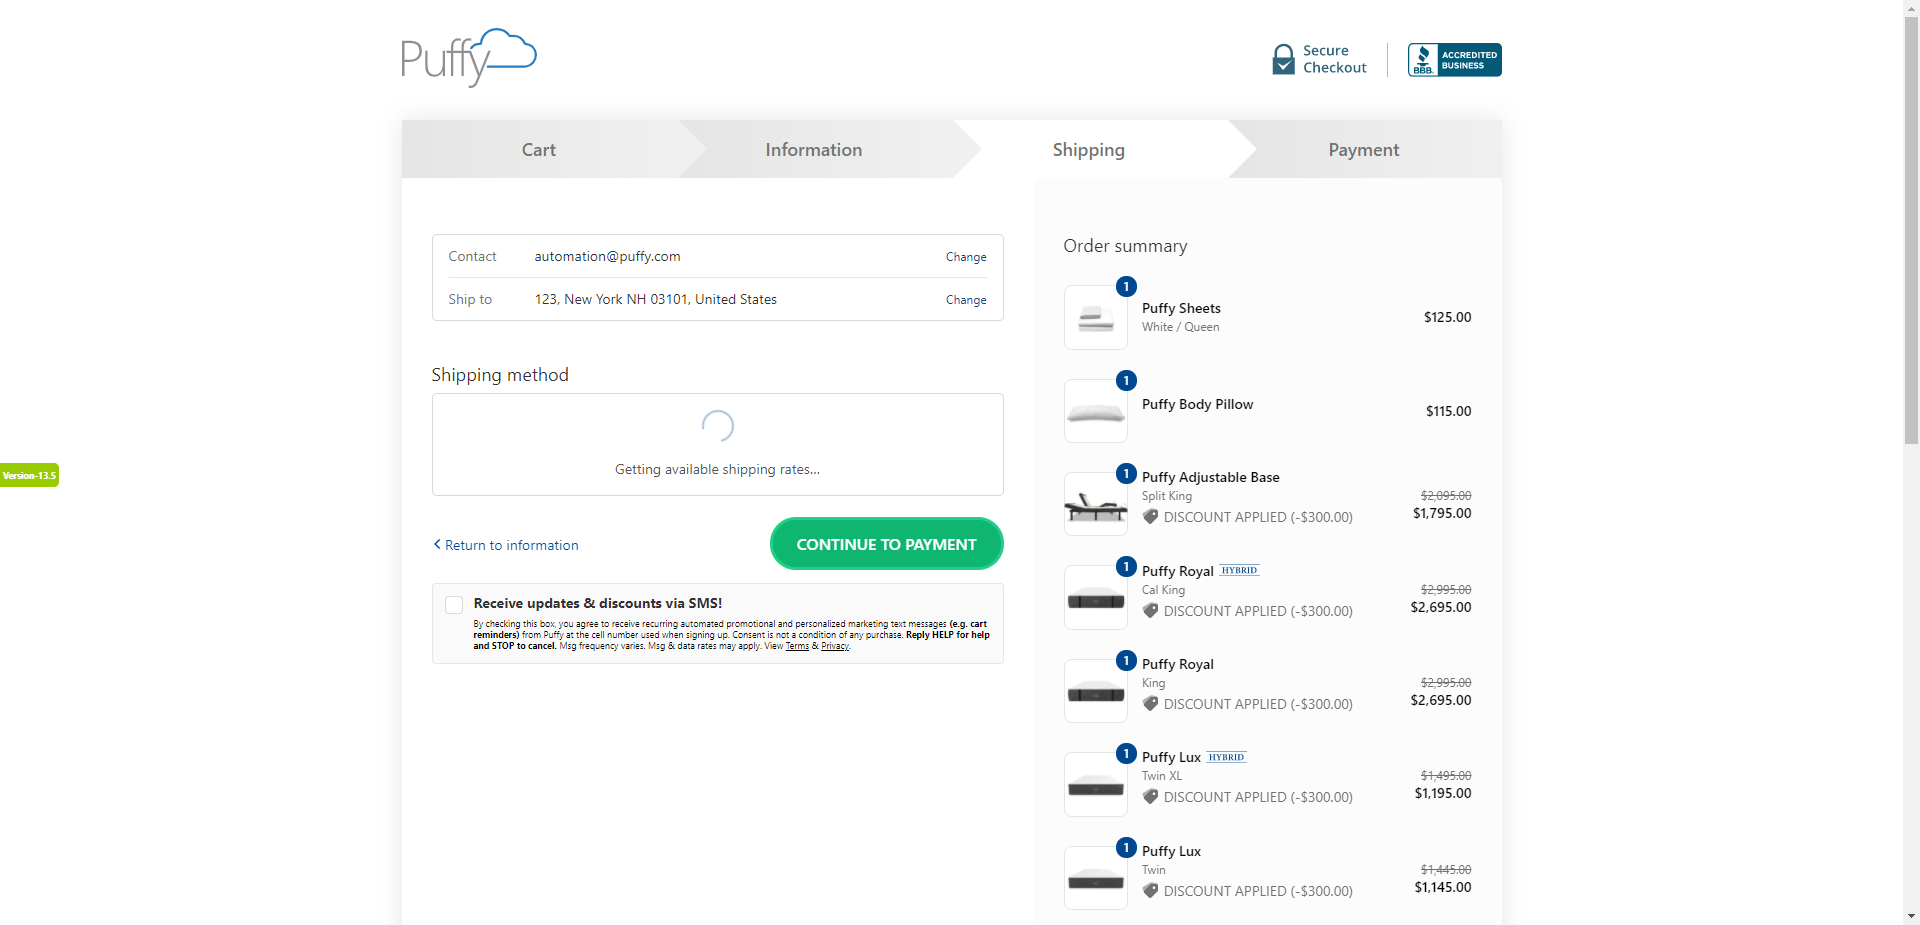 Puffy
Secure
Checkout
BBB.
ACCREDITED
BUSINESS
Cart
Information
Shipping
Payment
Contact
automation@puffy.com
Change
Ship to
123, New York NH 03101, United States
Change
Shipping method
Getting available shipping rates...
Return to information
CONTINUE TO PAYMENT
Receive updates & discounts via SMS!
By checking this box, you agree to receive recurring automated promotional and personalized marketing text messages (e.g. cart
reminders) from Puffy at the cell number used when signing up. Consent is not a condition of any purchase. Reply HELP for help
and STOP to cancel. Msg frequency varies. Msg & data rates may apply. View Terms & Privacy.
Version-13.5
Order summary
1
Puffy Sheets
White / Queen
$125.00
1
Puffy Body Pillow
$115.00
1
Puffy Adjustable Base
Split King
DISCOUNT APPLIED (-$300.00)
$2,095.00
$1,795.00
1
Puffy Royal HYBRID
Cal King
DISCOUNT APPLIED (-$300.00)
$2,995.00
$2,695.00
1
Puffy Royal
King
DISCOUNT APPLIED (-$300.00)
$2,995.00
$2,695.00
1
Puffy Lux HYBRID
Twin XL
DISCOUNT APPLIED (-$300.00)
$1,495.00
$1,195.00
1
Puffy Lux
Twin
DISCOUNT APPLIED (-$300.00)
$1,445.00
$1,145.00